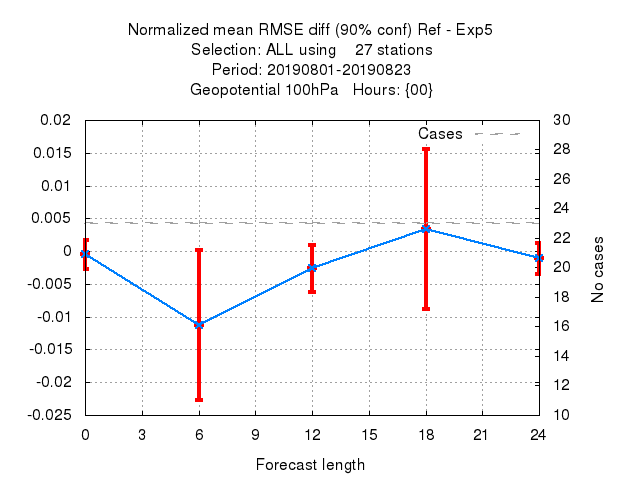 Normalized mean RMSE diff (90% conf) Ref - Exp5
Selection: ALL using 27 stations
Period: 20190801-20190823
Geopotential 100hPa Hours: {00}
Cases
0.02
0.015
0.01
0.005
0
-0.005
-0.01
-0.015
-0.02
-0.025
30
28
26
24
22
20
18
16
14
12
10
No cases
0 3 6 9 12 15 18 21 24
Forecast length